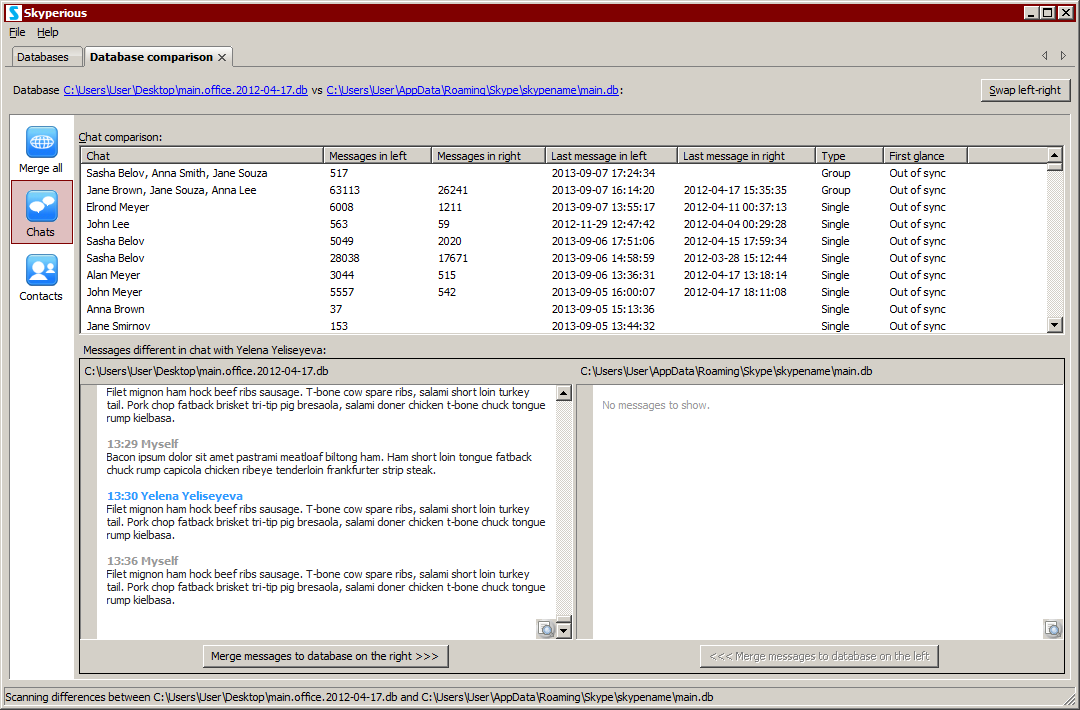 Skyperious
File Help
Databases Database comparison
Database C:\Users\User\Desktop\main.office.2012-04-17.db vs C:\Users\User\AppData\Roaming\Skype\skypename\main.db: Swap left-right
Merge all
Chats
Contacts
Chat comparison:
Chat Messages in left Messages in right Last message in left Last message in right Type First glance
Sasha Belov, Anna Smith, Jane Souza 517 2013-09-07 17:24:34 Group Out of sync
Jane Brown, Jane Souza, Anna Lee 63113 26241 2013-09-07 16:14:20 2012-04-17 15:35:35 Group Out of sync
Elrond Meyer 6008 1211 2013-09-07 13:55:17 2012-04-11 00:37:13 Single Out of sync
John Lee 563 59 2012-11-29 12:47:42 2012-04-04 00:29:28 Single Out of sync
Sasha Belov 5049 2020 2013-09-06 17:51:06 2012-04-15 17:59:34 Single Out of sync
Sasha Belov 28038 17671 2013-09-06 14:58:59 2012-03-28 15:12:44 Single Out of sync
Alan Meyer 3044 515 2013-09-06 13:36:31 2012-04-17 13:18:14 Single Out of sync
John Meyer 5557 542 2013-09-05 16:00:07 2012-04-17 18:11:08 Single Out of sync
Anna Brown 37 2013-09-05 15:13:36 Single Out of sync
Jane Smirnov 153 2013-09-05 13:44:32 Single Out of sync
Messages different in chat with Yelena Yeliseyeva:
C:\Users\User\Desktop\main.office.2012-04-17.db
Filet mignon ham hock beef ribs sausage. T-bone cow spare ribs, salami short loin turkey
tail. Pork chop fatback brisket tri-tip pig bresaola, salami doner chicken t-bone chuck tongue
rump kielbasa.
13:29 Myself
Bacon ipsum dolor sit amet pastrami meatloaf biltong ham. Ham short loin tongue fatback
chuck rump capicola chicken ribeye tenderloin frankfurter strip steak.
13:30 Yelena Yeliseyeva
Filet mignon ham hock beef ribs sausage. T-bone cow spare ribs, salami short loin turkey
tail. Pork chop fatback brisket tri-tip pig bresaola, salami doner chicken t-bone chuck tongue
rump kielbasa.
13:36 Myself
Filet mignon ham hock beef ribs sausage. T-bone cow spare ribs, salami short loin turkey
tail. Pork chop fatback brisket tri-tip pig bresaola, salami doner chicken t-bone chuck tongue
rump kielbasa.
Merge messages to database on the right >>>
C:\Users\User\AppData\Roaming\Skype\skypename\main.db
No messages to show.
<<< Merge messages to database on the left
Scanning differences between C:\Users\User\Desktop\main.office.2012-04-17.db and C:\Users\User\AppData\Roaming\Skype\skypename\main.db